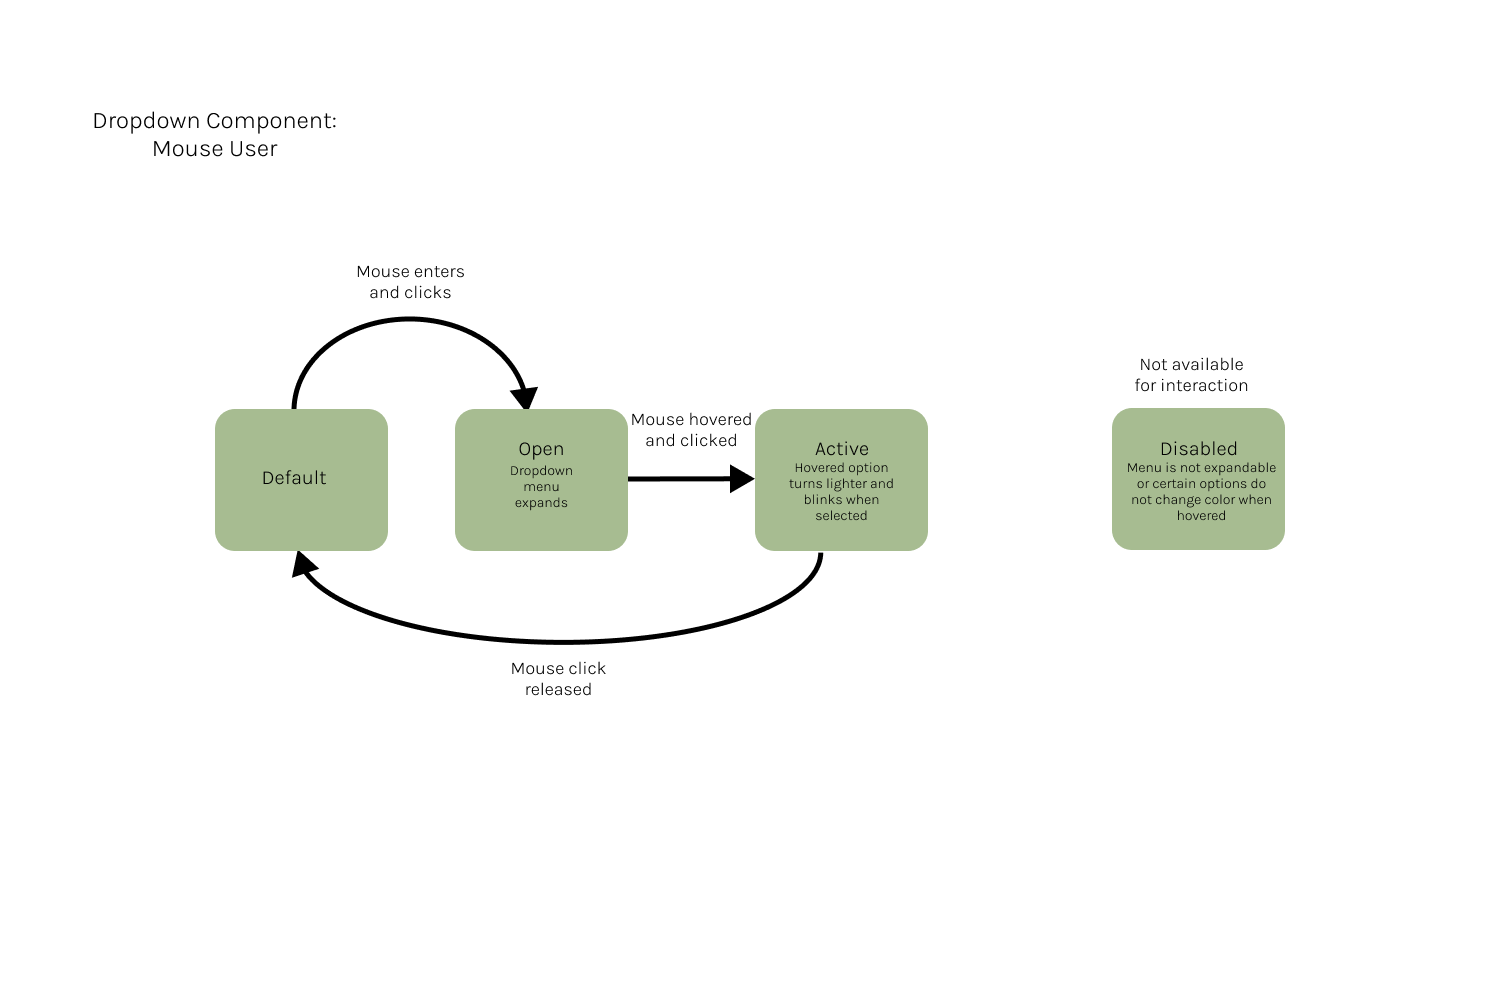 Dropdown Component:
Mouse User
Mouse enters
and clicks
Default
Open
Dropdown
menu
expands
Mouse hovered
and clicked
Active
Hovered option
turns lighter and
blinks when
selected
Mouse click
released
Not available
for interaction
Disabled
Menu is not expandable
or certain options do
not change color when
hovered